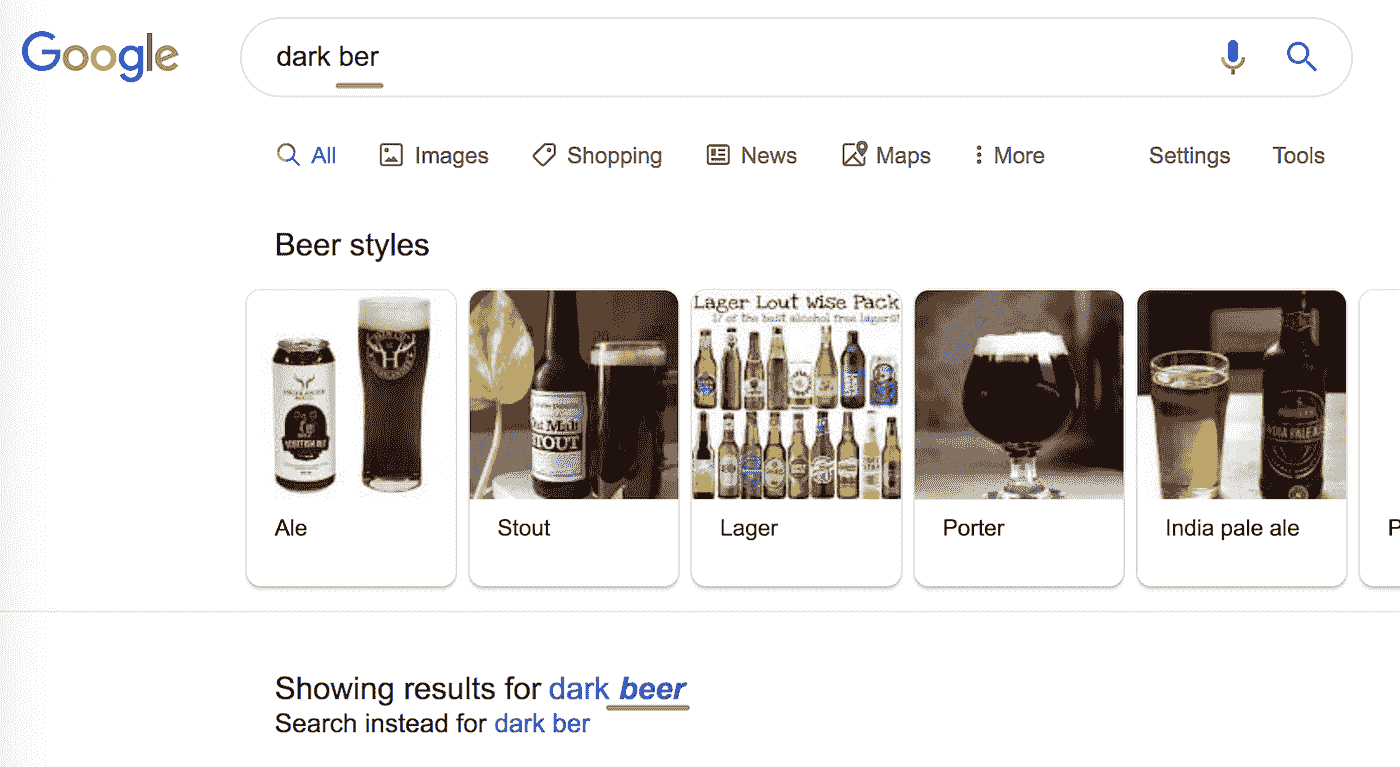 Google dark ber
All Images Shopping News Maps More Settings Tools
Beer styles
Lager Lout Wise Pack
17 of the best alcohol free lagers!
STOUT
INDIA PALE
Ale Stout Lager Porter India pale ale P
Showing results for dark beer
Search instead for dark ber